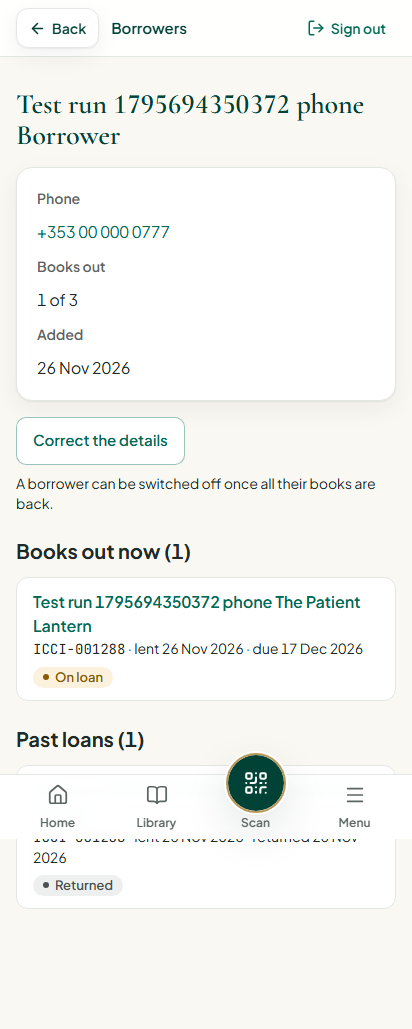 Back
Borrowers
Sign out
Test run 1795694350372 phone
Borrower
Phone
+353 00 000 0777
Books out
1 of 3
Added
26 Nov 2026
Correct the details
A borrower can be switched off once all their books are
back.
Books out now (1)
Test run 1795694350372 phone The Patient
Lantern
ICCI-001288 · lent 26 Nov 2026 · due 17 Dec 2026
On loan
Past loans (1)
Home
Library
Scan
Menu
2026
Returned